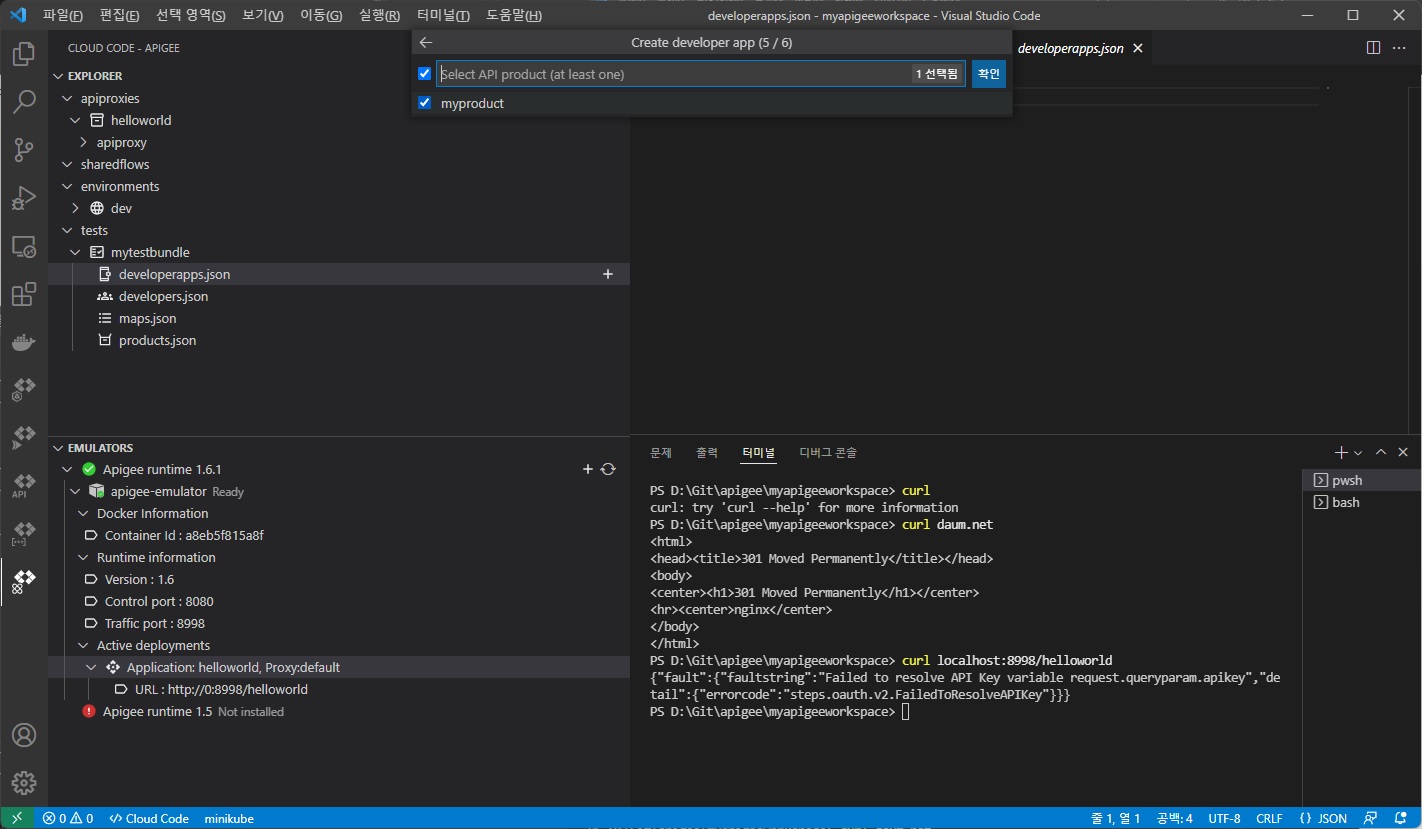 파일(F) 편집(E) 선택 영역(S) 보기(V) 이동(G) 실행(R) 터미널(T) 도움말(H) developerapps.json - myapigeeworkspace - Visual Studio Code
CLOUD CODE - APIGEE
Create developer app (5 / 6)
developerapps.json
Select API product (at least one) 1 선택됨 확인
myproduct
EXPLORER
apiproxies
helloworld
apiproxy
sharedflows
environments
dev
tests
mytestbundle
developerapps.json
developers.json
maps.json
products.json
EMULATORS
Apigee runtime 1.6.1
apigee-emulator Ready
Docker Information
Container Id : a8eb5f815a8f
Runtime information
Version : 1.6
Control port : 8080
Traffic port : 8998
Active deployments
Application: helloworld, Proxy:default
URL : http://0:8998/helloworld
Apigee runtime 1.5 Not installed
문제 출력 터미널 디버그 콘솔
PS D:\Git\apigee\myapigeeworkspace> curl
curl: try 'curl --help' for more information
PS D:\Git\apigee\myapigeeworkspace> curl daum.net
<html>
<head><title>301 Moved Permanently</title></head>
<body>
<center><h1>301 Moved Permanently</h1></center>
<hr><center>nginx</center>
</body>
</html>
PS D:\Git\apigee\myapigeeworkspace> curl localhost:8998/helloworld
{"fault":{"faultstring":"Failed to resolve API Key variable request.queryparam.apikey","de
tail":{"errorcode":"steps.oauth.v2.FailedToResolveAPIKey"}}}
PS D:\Git\apigee\myapigeeworkspace>
pwsh
bash
API
0 0 Cloud Code minikube 줄 1, 열 1 공백: 4 UTF-8 CRLF {} JSON